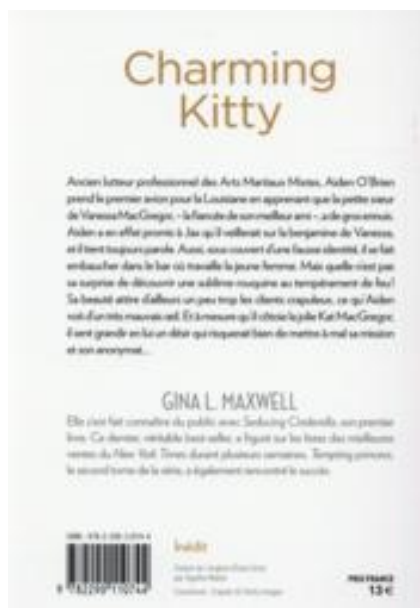 Charming
Kitty
Ancien lutteur professionnel des Arts Martiaux Mixtes, Aiden O'Brien
prend le premier avion pour la Louisiane en apprenant que la petite sœur
de Vanessa MacGregor, – la fiancée de son meilleur ami –, a de gros ennuis.
Aiden a en effet promis à Jax qu'il veillerait sur la benjamine de Vanessa,
et il tient toujours parole. Aussi, sous couvert d'une fausse identité, il se fait
embaucher dans le bar où travaille la jeune femme. Mais quelle n'est pas
sa surprise de découvrir une sublime rouquine au tempérament de feu !
Sa beauté attire d'ailleurs un peu trop les clients crapuleux, ce qu'Aiden
voit d'un très mauvais œil. Et à mesure qu'il côtoie la jolie Kat MacGregor,
il sent grandir en lui un désir qui risquerait bien de mettre à mal sa mission
et son anonymat...
GINA L. MAXWELL
Elle s'est fait connaître du public avec Seducing Cinderella, son premier
livre. Ce dernier, véritable best-seller, a figuré sur les listes des meilleures
ventes du New York Times durant plusieurs semaines. Tempting princess,
le second tome de la série, a également rencontré le succès.
Inédit
PRIX FRANCE
13 €
9 782290 110744